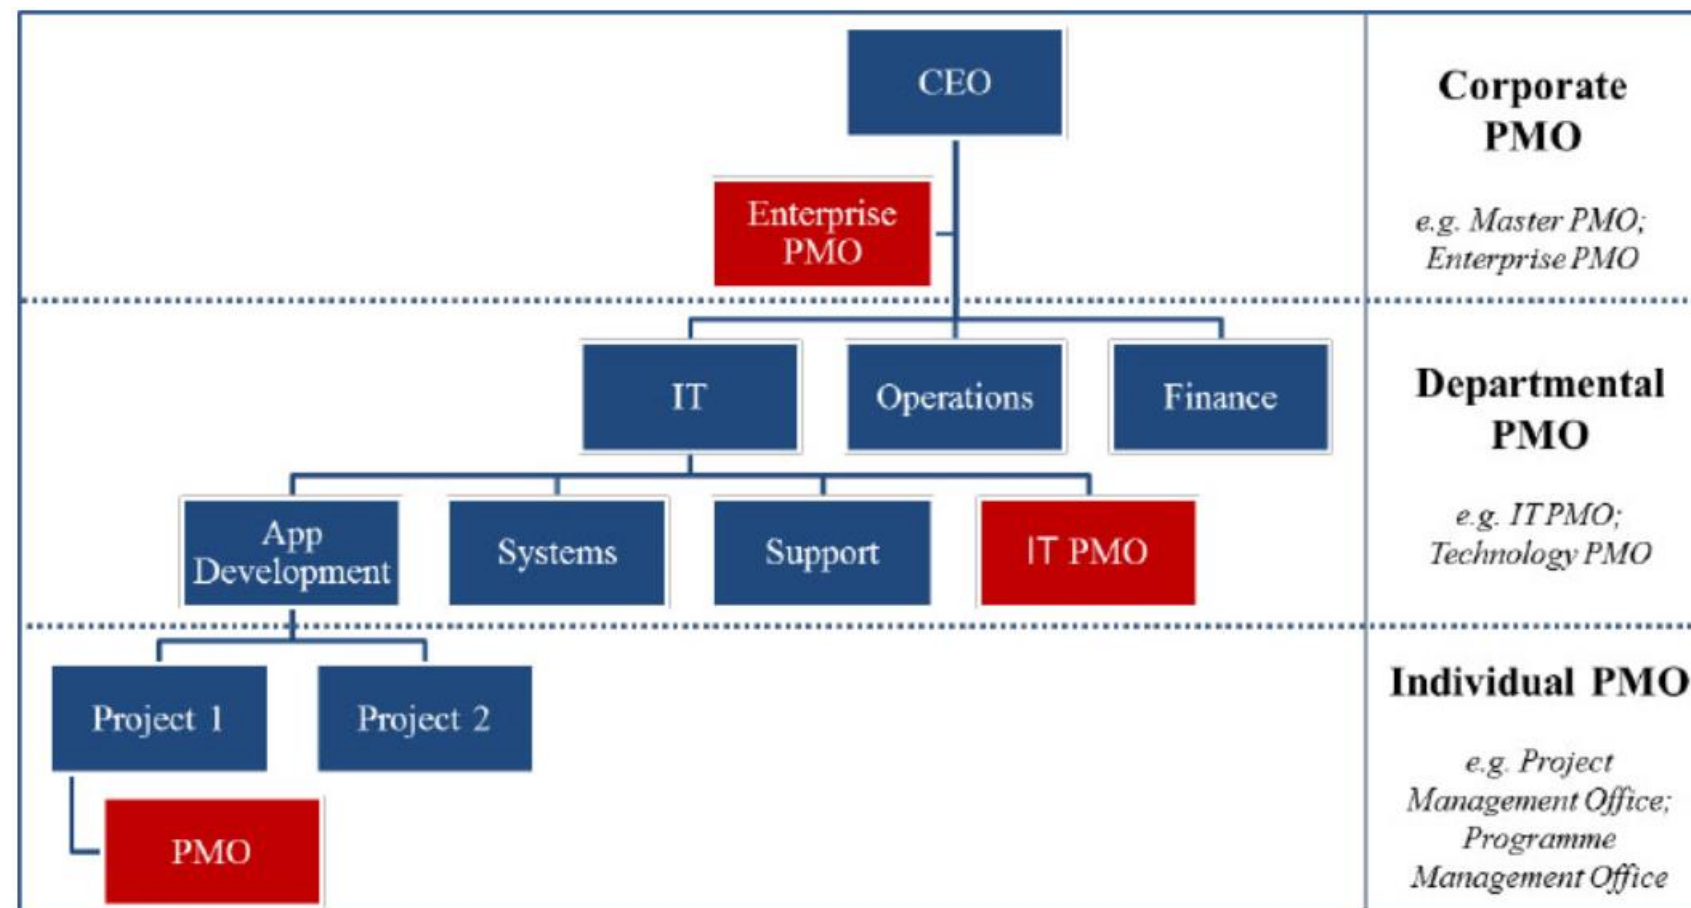 CEO
Enterprise
PMO
Corporate
PMO
e.g. Master PMO;
Enterprise PMO
IT
Operations
Finance
App
Development
Systems
Support
IT PMO
Departmental
PMO
e.g. IT PMO;
Technology PMO
Project 1
Project 2
PMO
Individual PMO
e.g. Project
Management Office;
Programme
Management Office